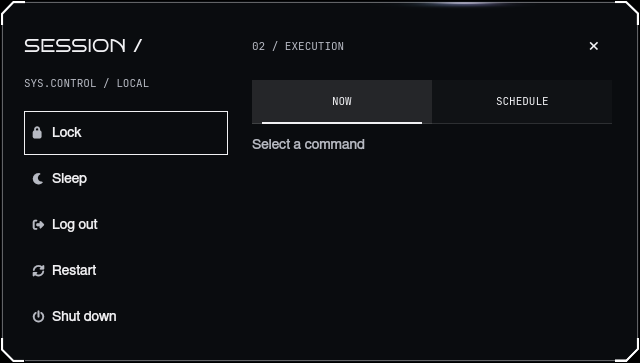 SESSION /
SYS.CONTROL / LOCAL
Lock
Sleep
Log out
Restart
Shut down
02 / EXECUTION
NOW
SCHEDULE
Select a command